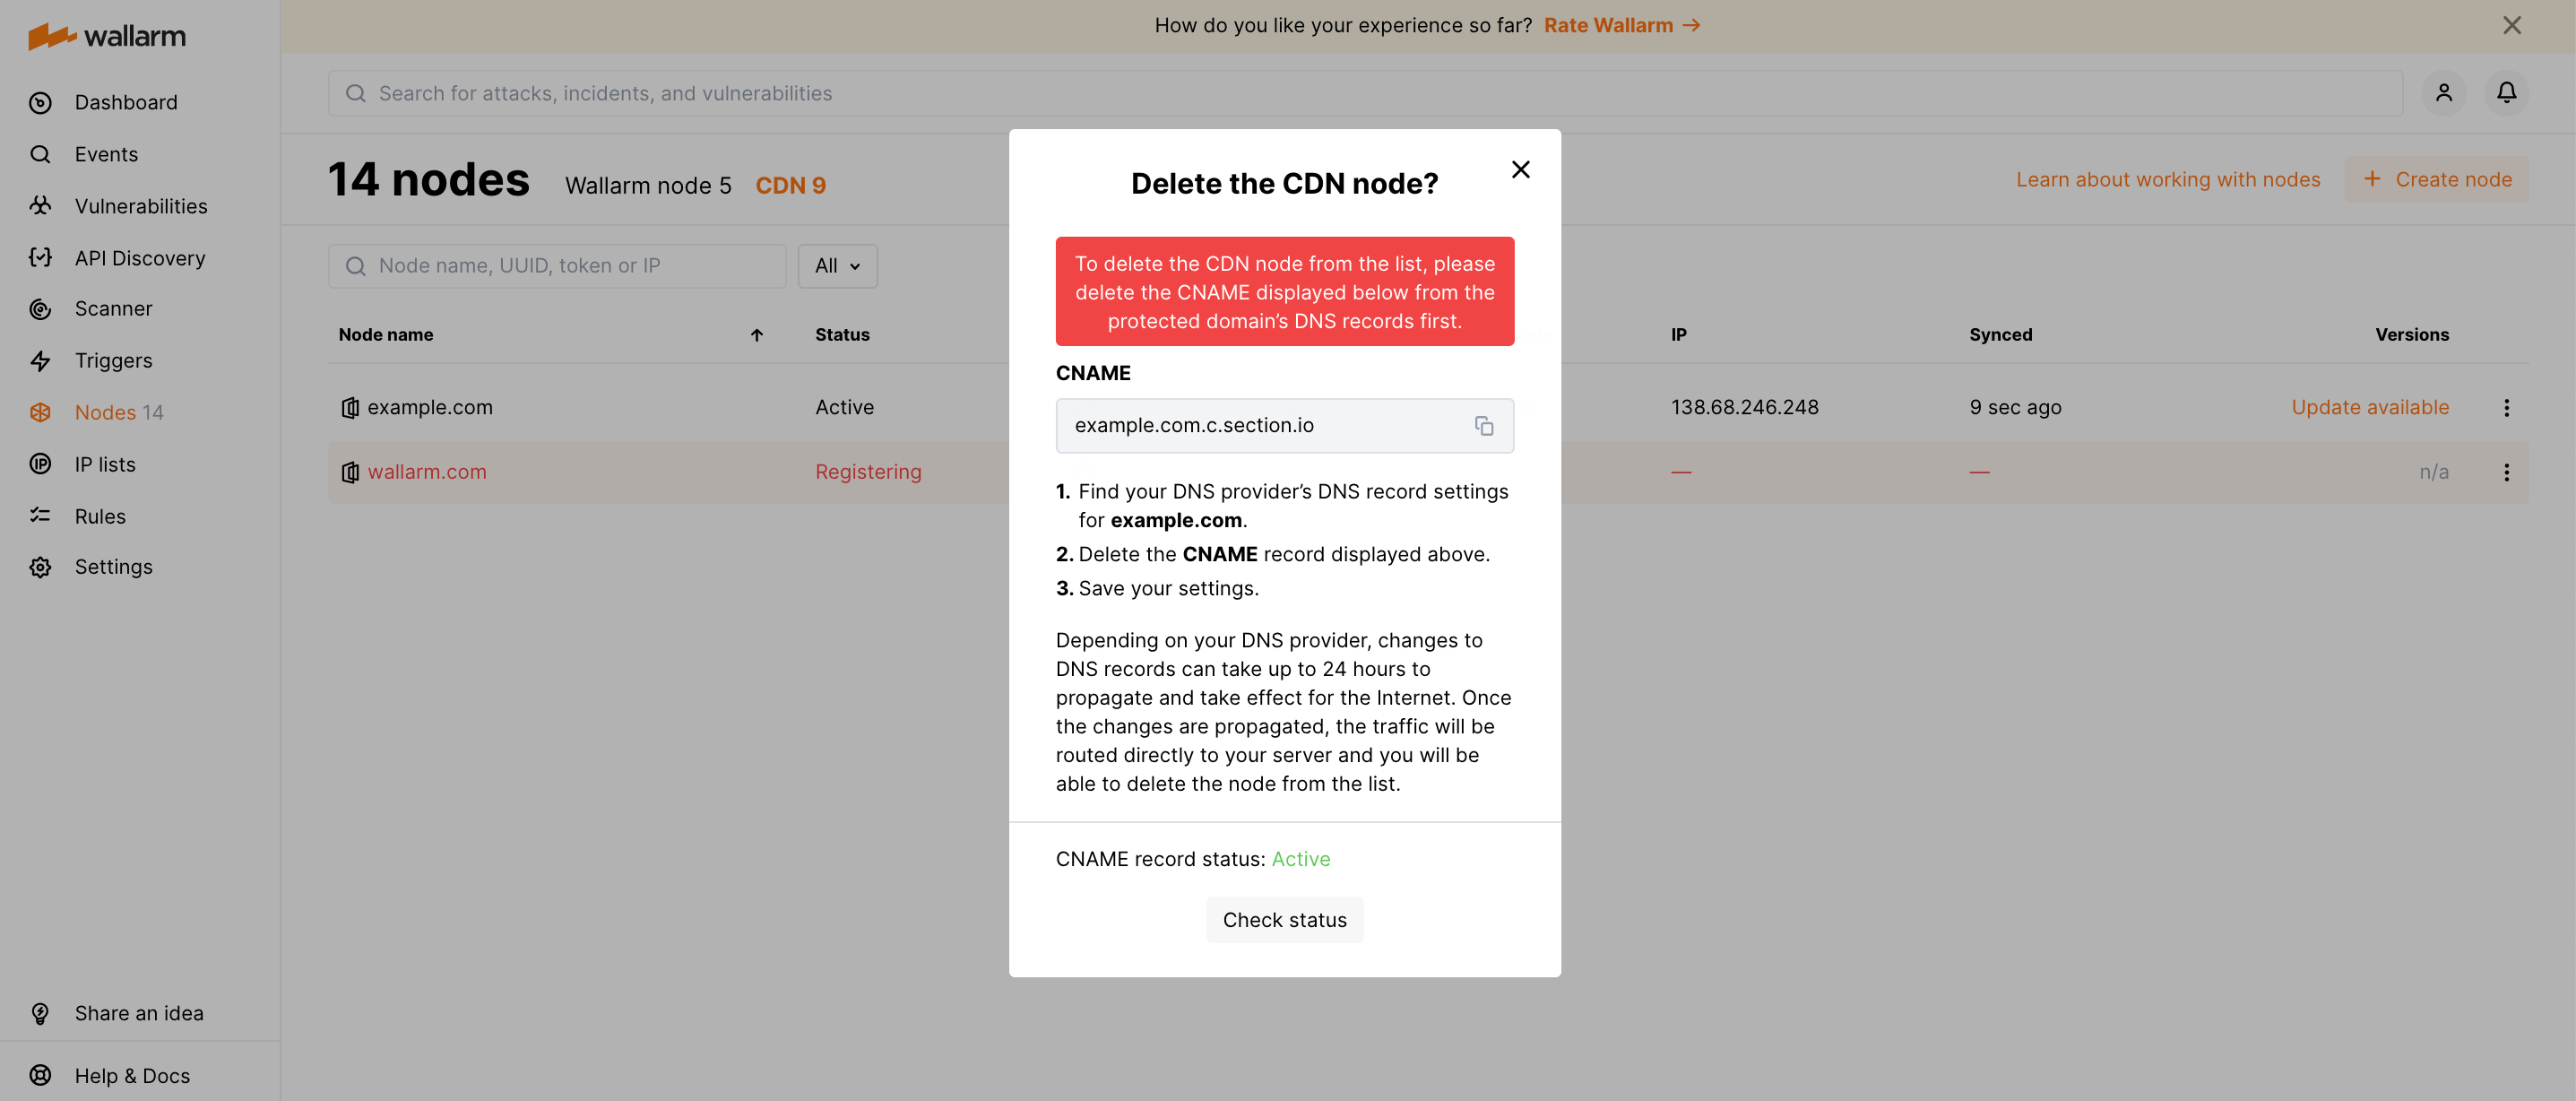 How do you like your experience so far? Rate Wallarm →
wallarm
Search for attacks, incidents, and vulnerabilities
Dashboard
Events
Vulnerabilities
API Discovery
Scanner
Triggers
Nodes 14
IP lists
Rules
Settings
Share an idea
Help & Docs
14 nodes Wallarm node 5 CDN 9
Learn about working with nodes + Create node
Node name, UUID, token or IP All
Node name ↑ Status IP Synced Versions
example.com Active 138.68.246.248 9 sec ago Update available
wallarm.com Registering — — n/a
Delete the CDN node?
To delete the CDN node from the list, please
delete the CNAME displayed below from the
protected domain’s DNS records first.
CNAME
example.com.c.section.io
1. Find your DNS provider’s DNS record settings
for example.com.
2. Delete the CNAME record displayed above.
3. Save your settings.
Depending on your DNS provider, changes to
DNS records can take up to 24 hours to
propagate and take effect for the Internet. Once
the changes are propagated, the traffic will be
routed directly to your server and you will be
able to delete the node from the list.
CNAME record status: Active
Check status